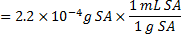 = 2.2 × 10⁻⁴ g SA × 1 mL SA / 1 g SA